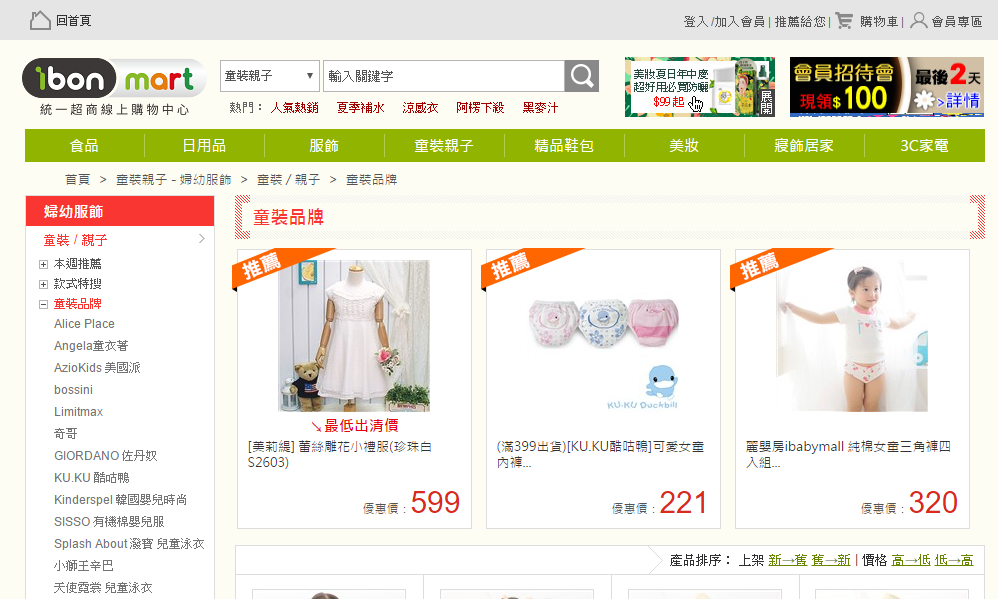 回首頁
登入 /加入會員 | 推薦給您 | 購物車 | 會員專區
ibon mart
統一超商線上購物中心
童裝親子
輸入關鍵字
熱門： 人氣熱銷 夏季補水 涼感衣 阿榡下殺 黑麥汁
美妝夏日年中慶
超好用必買防曬
$99 起
展開
會員招待會
現領$100
最後2天
>詳情
食品 日用品 服飾 童裝親子 精品鞋包 美妝 寢飾居家 3C家電
首頁 > 童裝親子 - 婦幼服飾 > 童裝 / 親子 > 童裝品牌
婦幼服飾
童裝 / 親子
本週推薦
款式特搜
童裝品牌
Alice Place
Angela童衣著
AzioKids 美國派
bossini
Limitmax
奇哥
GIORDANO 佐丹奴
KU.KU 酷咕鴨
Kinderspel 韓國嬰兒時尚
SISSO 有機棉嬰兒服
Splash About 潑寶 兒童泳衣
小獅王辛巴
天使霓裳 兒童泳衣
童裝品牌
推薦
↘最低出清價
[美莉緹] 蕾絲雕花小禮服(珍珠白
S2603)
優惠價：599
推薦
KU.KU Duckbill
(滿399出貨)[KU.KU酷咕鴨]可愛女童
內褲...
優惠價：221
推薦
麗嬰房ibabymall 純棉女童三角褲四
入組...
優惠價：320
產品排序： 上架 新→舊 舊→新 | 價格 高→低 低→高